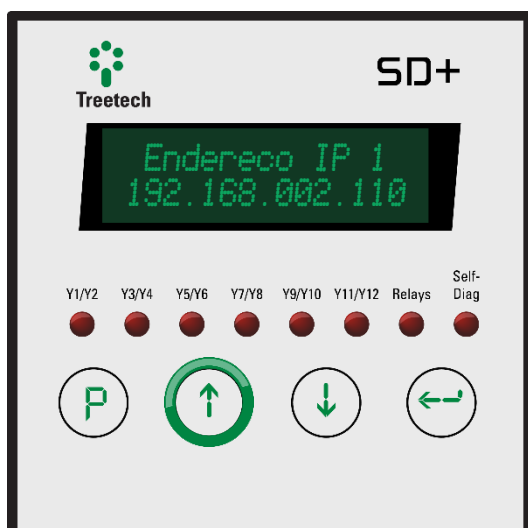 Treetech
SD+
Endereco IP 1
192.168.002.110
Y1/Y2 Y3/Y4 Y5/Y6 Y7/Y8 Y9/Y10 Y11/Y12 Relays Self-
Diag
P